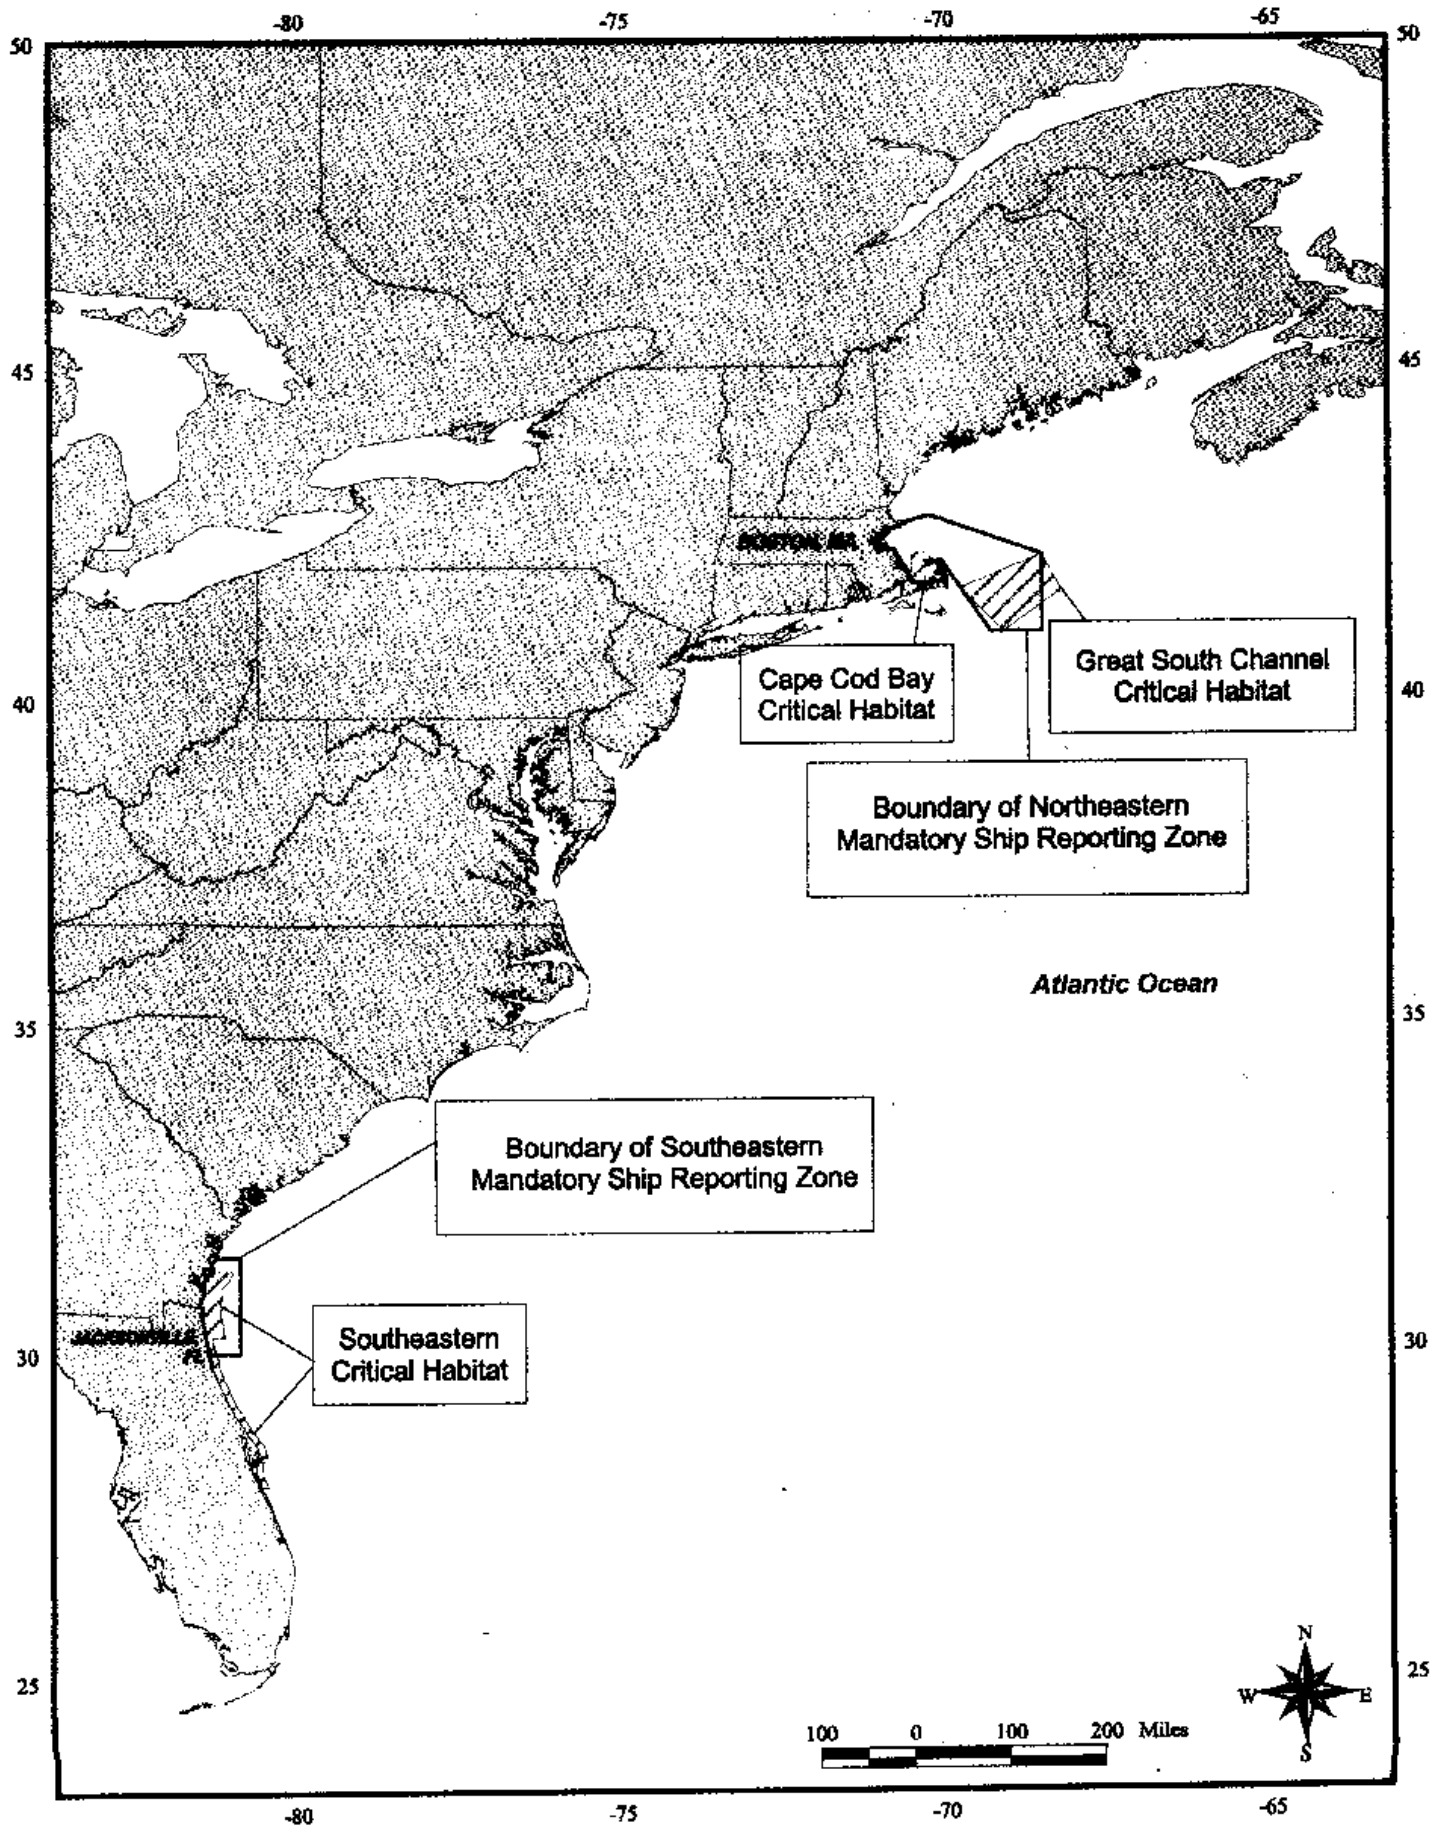 -80 -75 -70 -65
50 50
45 45
BOSTON, MA
Great South Channel
Critical Habitat
Cape Cod Bay
Critical Habitat
40 40
Boundary of Northeastern
Mandatory Ship Reporting Zone
Atlantic Ocean
35 35
Boundary of Southeastern
Mandatory Ship Reporting Zone
JACKSONVILLE
FL
30 30
Southeastern
Critical Habitat
25 25
N
W E
S
100 0 100 200 Miles
-80 -75 -70 -65